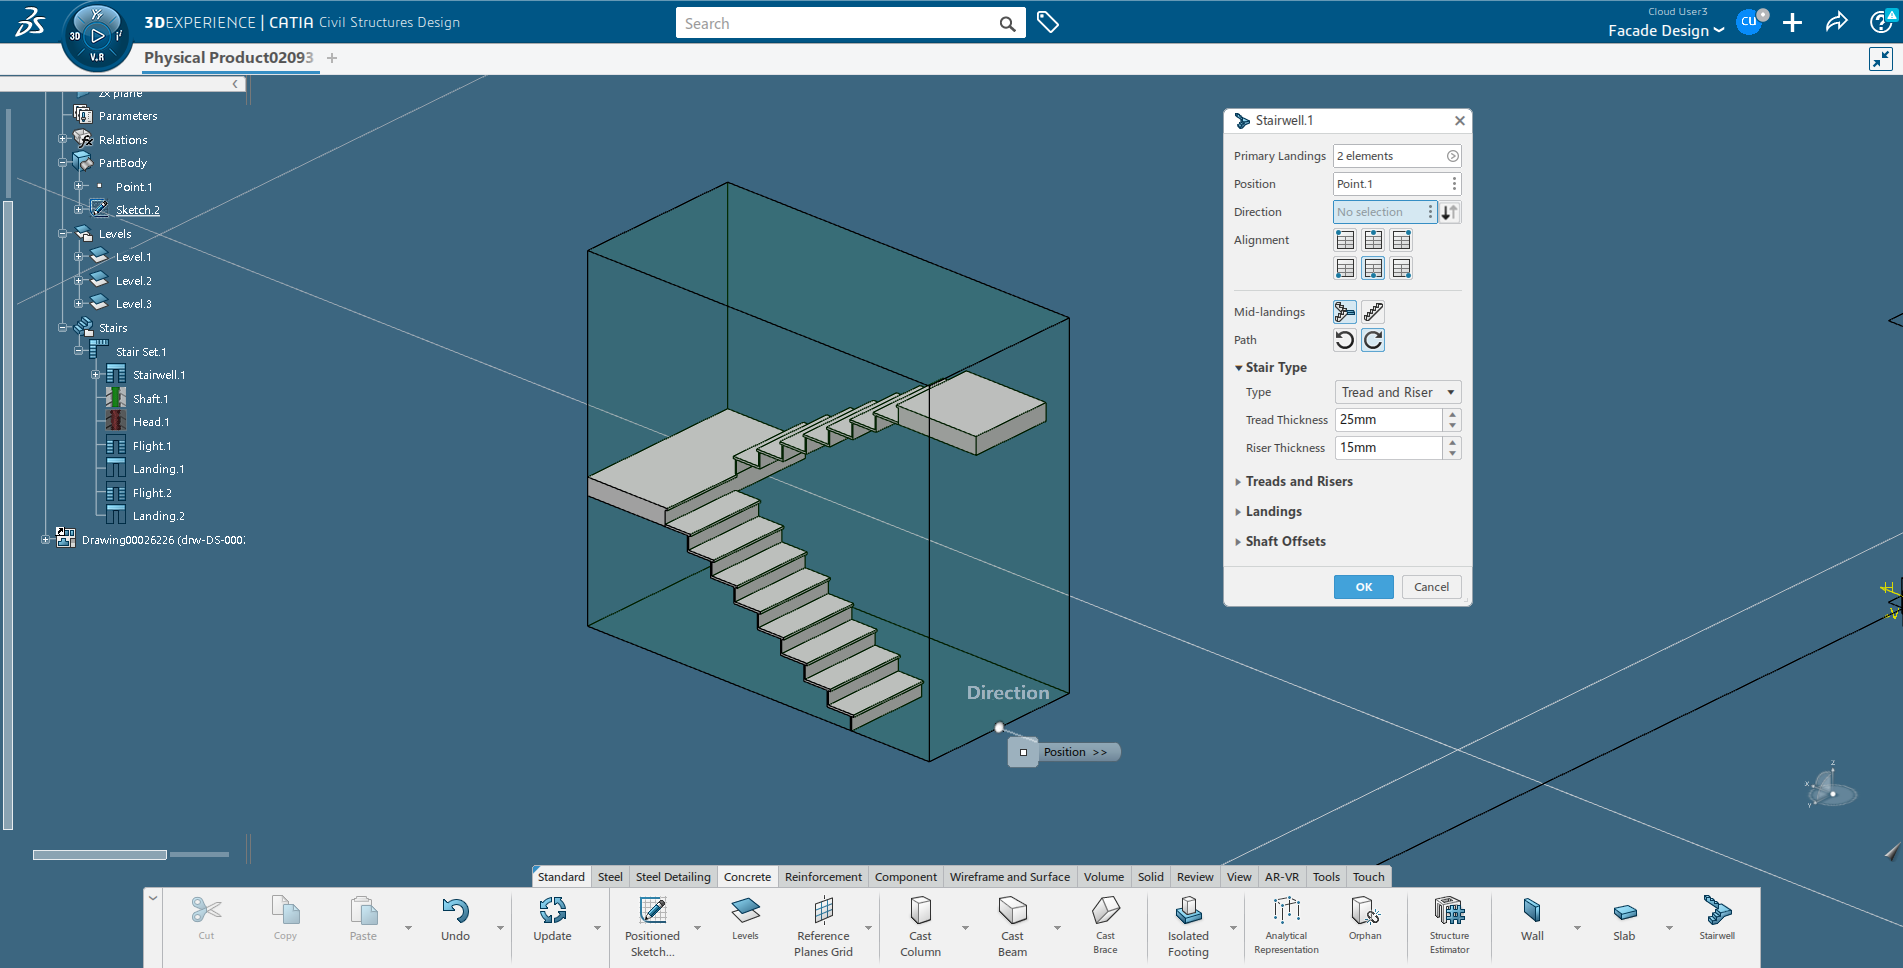 3DEXPERIENCE | CATIA Civil Structures Design
Search
Cloud User3
Facade Design
CU
3D
V.R
Physical Product02093
zx plane
Parameters
Relations
PartBody
Point.1
Sketch.2
Levels
Level.1
Level.2
Level.3
Stairs
Stair Set.1
Stairwell.1
Shaft.1
Head.1
Flight.1
Landing.1
Flight.2
Landing.2
Drawing00026226 (drw-DS-000
Stairwell.1
Primary Landings 2 elements
Position Point.1
Direction No selection
Alignment
Mid-landings
Path
Stair Type
Type Tread and Riser
Tread Thickness 25mm
Riser Thickness 15mm
Treads and Risers
Landings
Shaft Offsets
OK Cancel
Direction
Position >>
H
V
z
x
y
Standard Steel Steel Detailing Concrete Reinforcement Component Wireframe and Surface Volume Solid Review View AR-VR Tools Touch
Cut
Copy
Paste
Undo
Update
Positioned
Sketch...
Levels
Reference
Planes Grid
Cast
Column
Cast
Beam
Cast
Brace
Isolated
Footing
Analytical
Representation
Orphan
Structure
Estimator
Wall
Slab
Stairwell